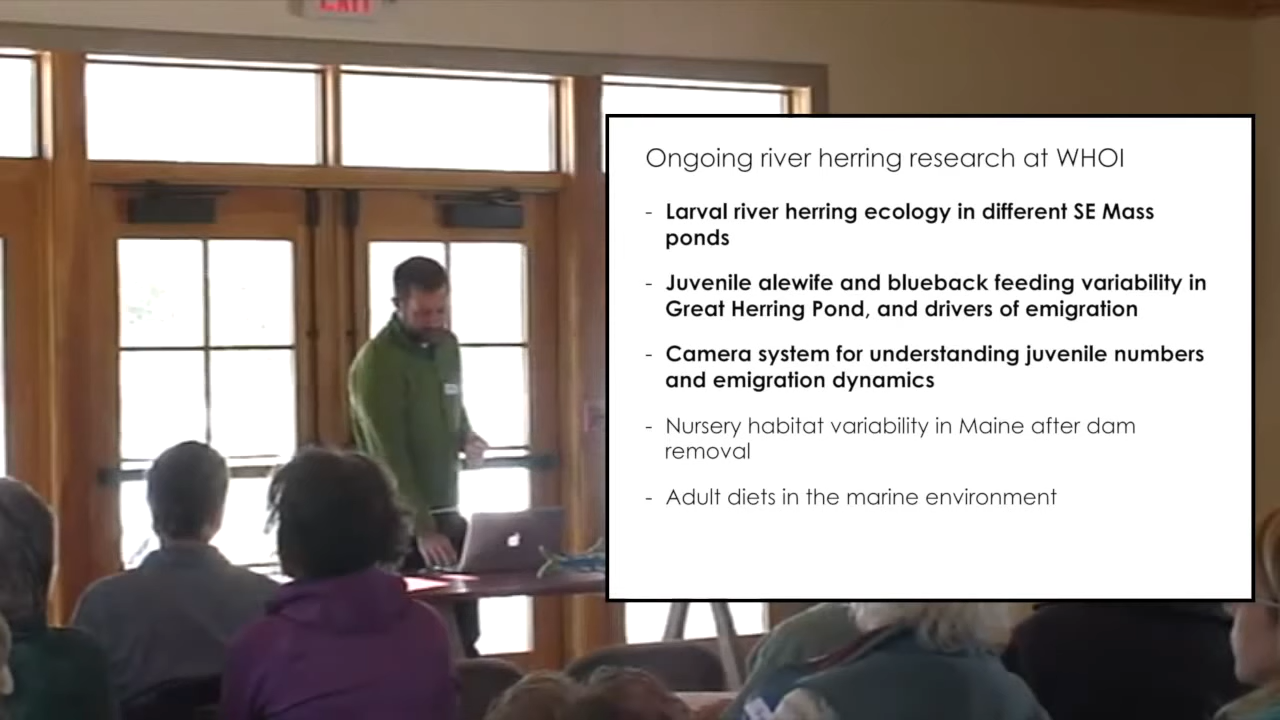 EXIT
Ongoing river herring research at WHOI
- Larval river herring ecology in different SE Mass
ponds
- Juvenile alewife and blueback feeding variability in
Great Herring Pond, and drivers of emigration
- Camera system for understanding juvenile numbers
and emigration dynamics
- Nursery habitat variability in Maine after dam
removal
- Adult diets in the marine environment